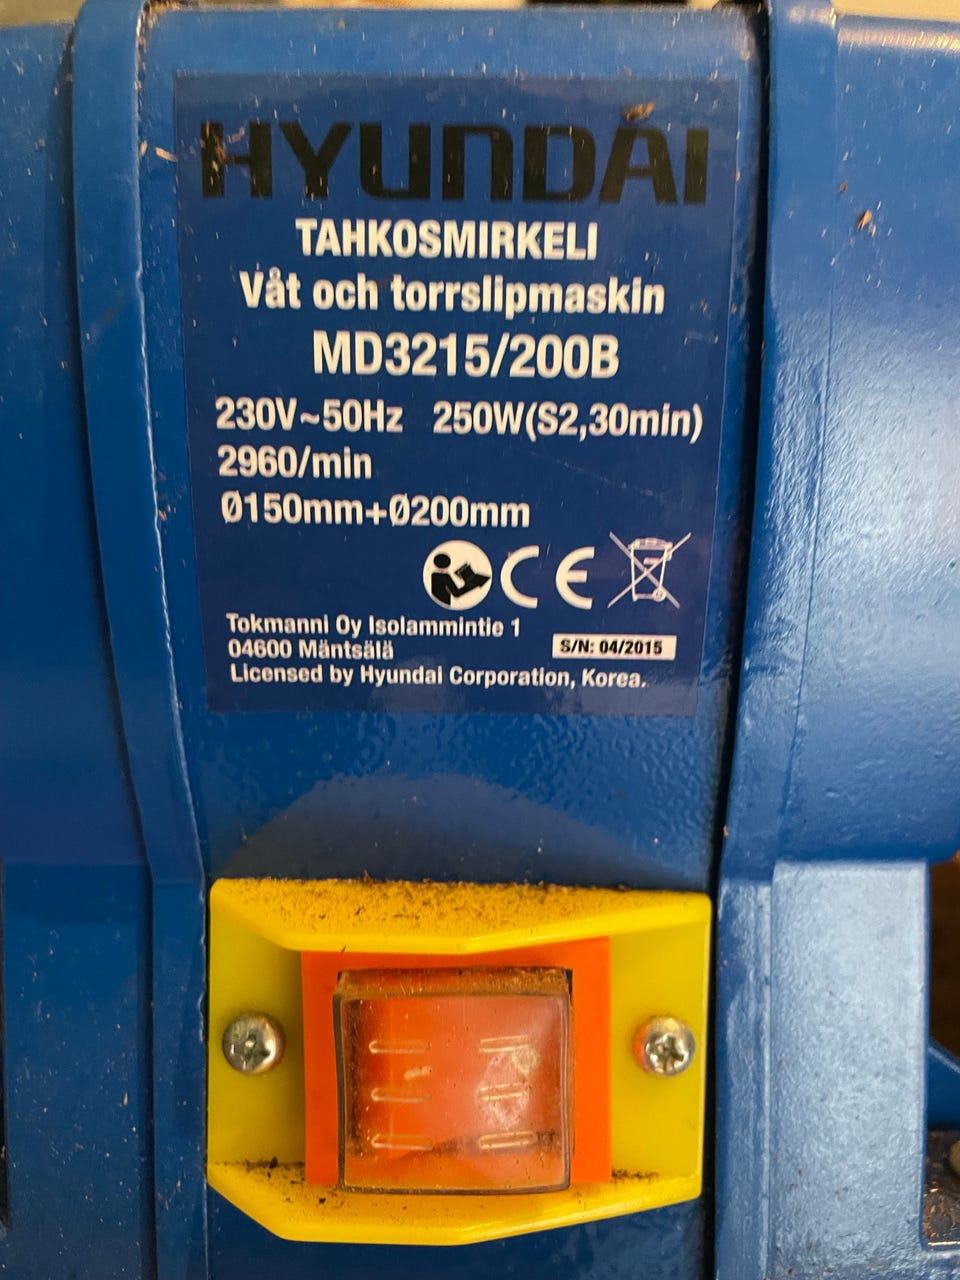 HYUNDAI
TAHKOSMIRKELI
Våt och torrslipmaskin
MD3215/200B
230V~50Hz 250W(S2,30min)
2960/min
Ø150mm+Ø200mm
CE
Tokmanni Oy Isolammintie 1
04600 Mäntsälä
S/N: 04/2015
Licensed by Hyundai Corporation, Korea.